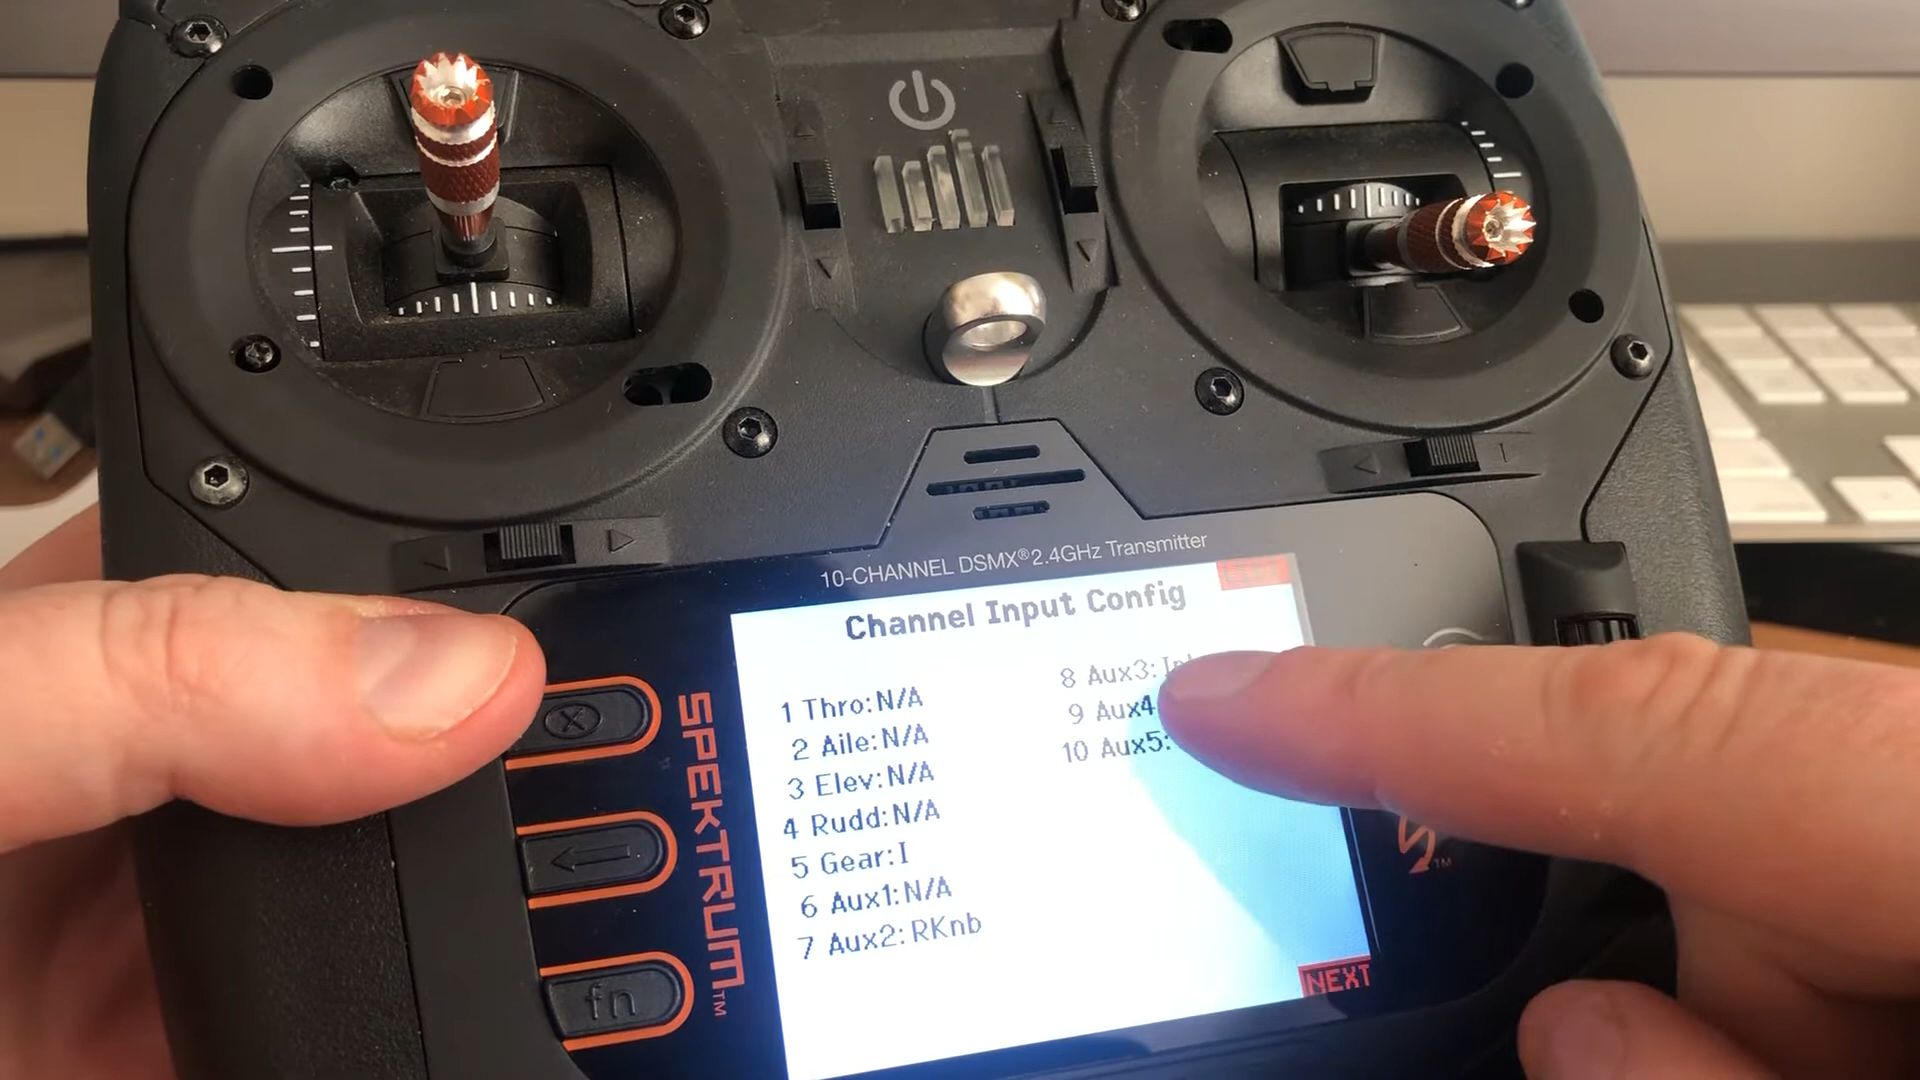 10-CHANNEL DSMX® 2.4GHz Transmitter
Channel Input Config
1 Thro: N/A
2 Aile: N/A
3 Elev: N/A
4 Rudd: N/A
5 Gear: I
6 Aux1: N/A
7 Aux2: RKnb
8 Aux3:
9 Aux4
10 Aux5:
NEXT
SPEKTRUM™
fn